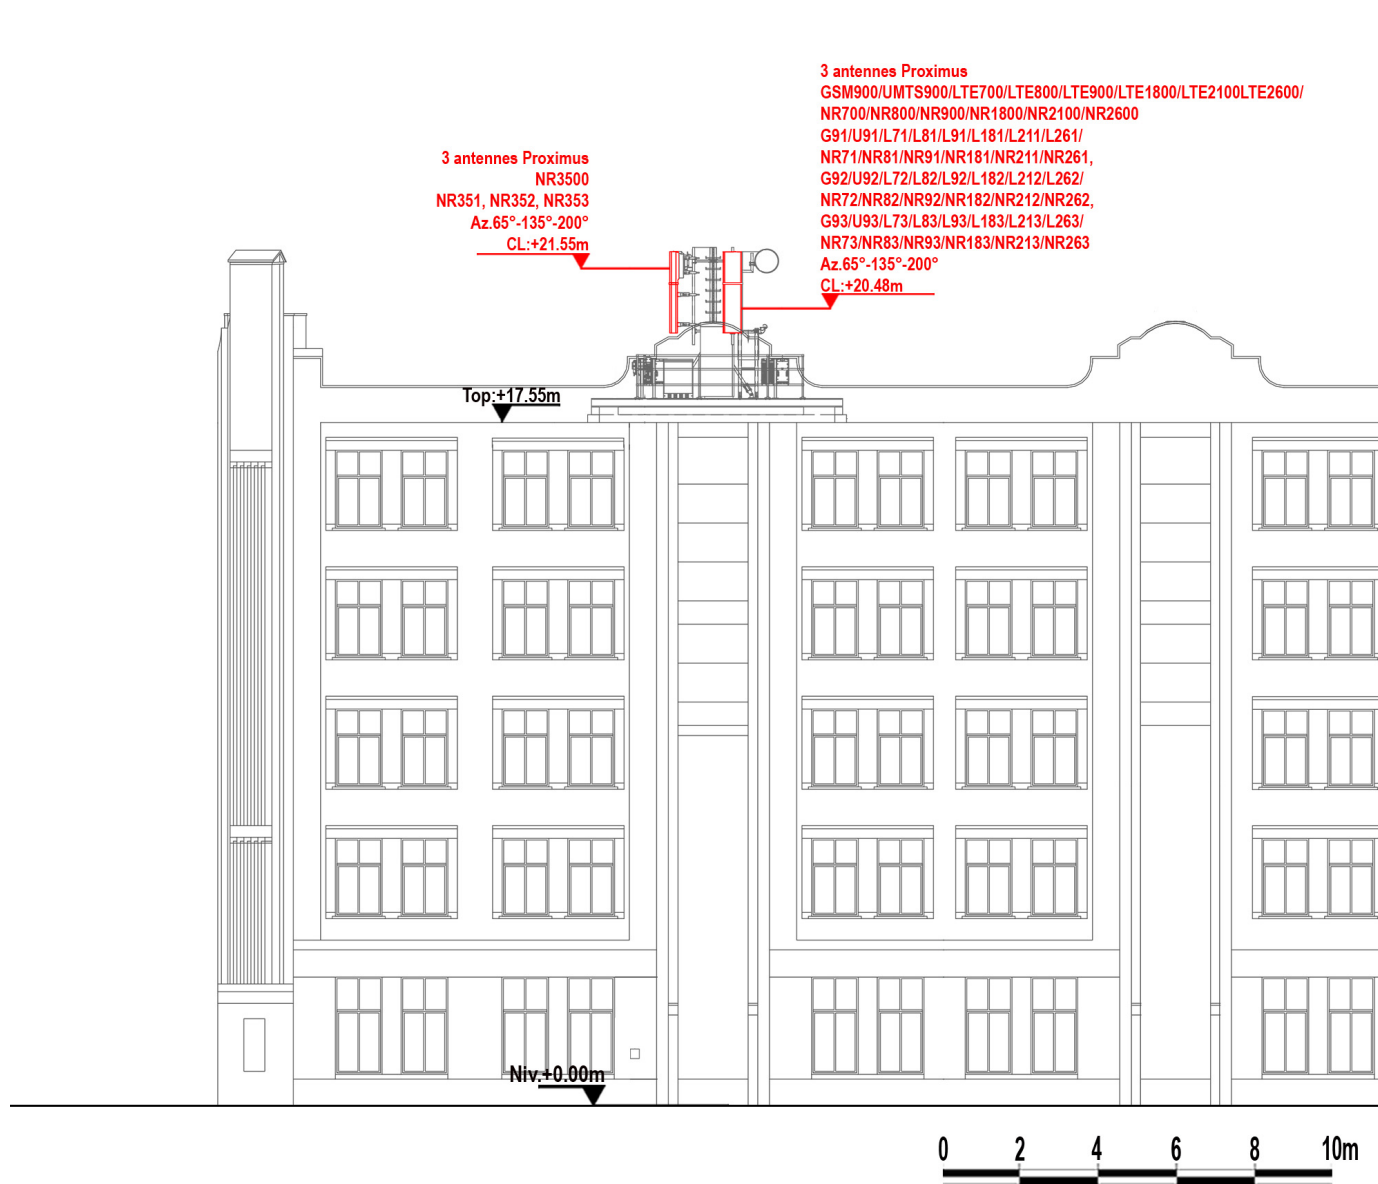 3 antennes Proximus
GSM900/UMTS900/LTE700/LTE800/LTE900/LTE1800/LTE2100LTE2600/
NR700/NR800/NR900/NR1800/NR2100/NR2600
G91/U91/L71/L81/L91/L181/L211/L261/
NR71/NR81/NR91/NR181/NR211/NR261,
G92/U92/L72/L82/L92/L182/L212/L262/
NR72/NR82/NR92/NR182/NR212/NR262,
G93/U93/L73/L83/L93/L183/L213/L263/
NR73/NR83/NR93/NR183/NR213/NR263
Az.65°-135°-200°
CL:+20.48m
3 antennes Proximus
NR3500
NR351, NR352, NR353
Az.65°-135°-200°
CL:+21.55m
Top:+17.55m
Niv.+0.00m
0 2 4 6 8 10m